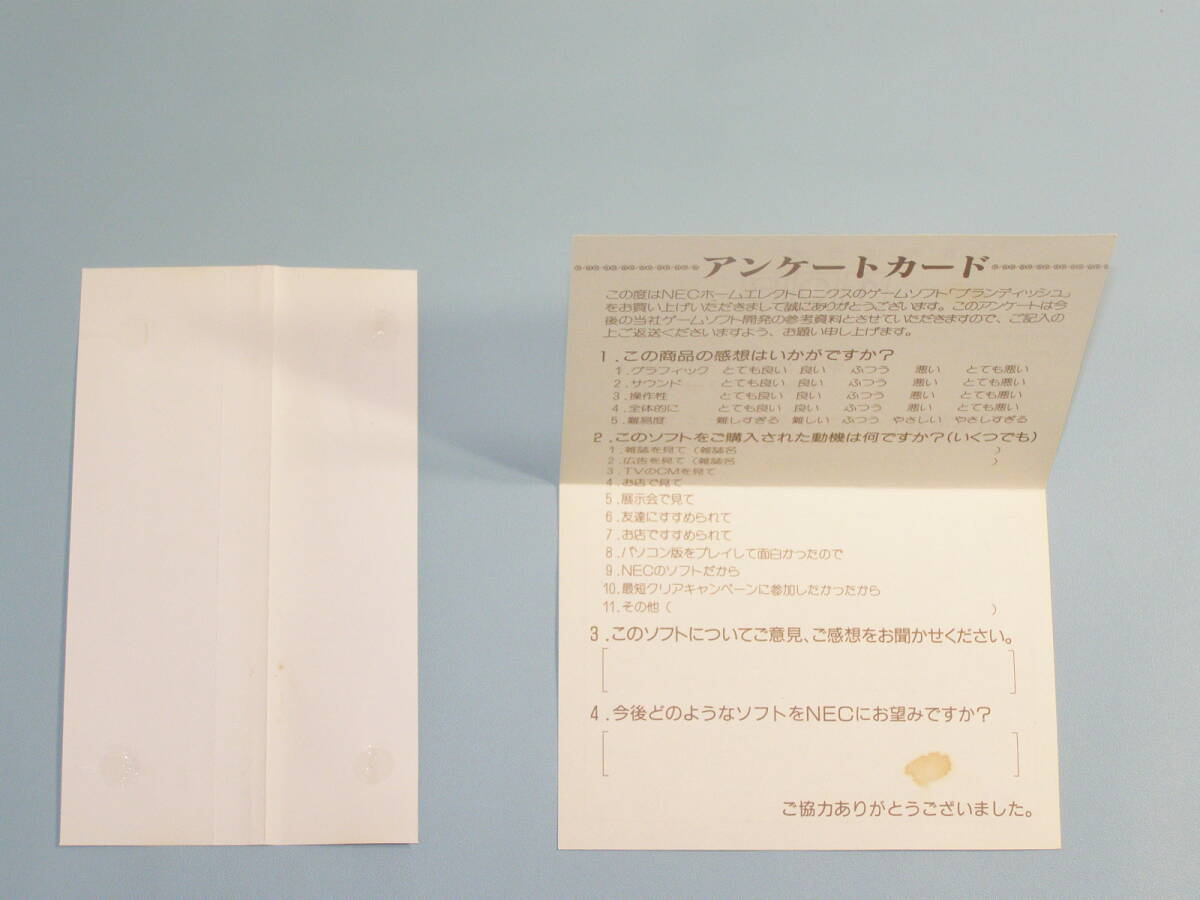 アンケートカード
この度はNECホームエレクトロニクスのゲームソフト「ブランディッシュ」
をお買い上げいただきまして誠にありがとうございます。このアンケートは今
後の当社ゲームソフト開発の参考資料とさせていただきますので、ご記入の
上ご返送くださいますよう、お願い申し上げます。
1.この商品の感想はいかがですか?
1.グラフィック とても良い 良い ふつう 悪い とても悪い
2.サウンド とても良い 良い ふつう 悪い とても悪い
3.操作性 とても良い 良い ふつう 悪い とても悪い
4.全体的に とても良い 良い ふつう 悪い とても悪い
5.難易度 難しすぎる 難しい ふつう やさしい やさしすぎる
2.このソフトをご購入された動機は何ですか?(いくつでも)
1.雑誌を見て(雑誌名 )
2.広告を見て(雑誌名 )
3.TVのCMを見て
4.お店で見て
5.展示会で見て
6.友達にすすめられて
7.お店ですすめられて
8.パソコン版をプレイして面白かったので
9.NECのソフトだから
10.最短クリアキャンペーンに参加したかったから
11.その他( )
3.このソフトについてご意見、ご感想をお聞かせください。
4.今後どのようなソフトをNECにお望みですか?
ご協力ありがとうございました。